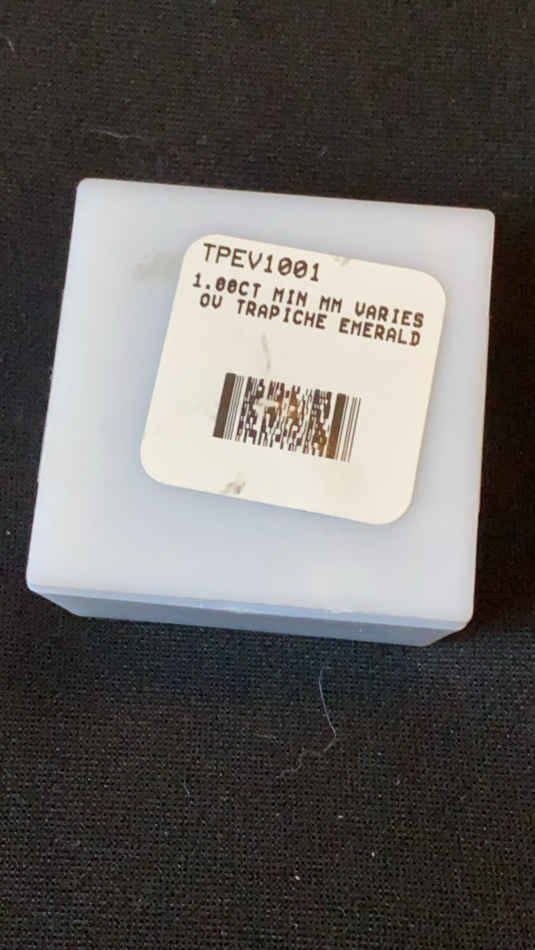 TPEV1001
1.00CT MIN MM VARIES
OV TRAPICHE EMERALD